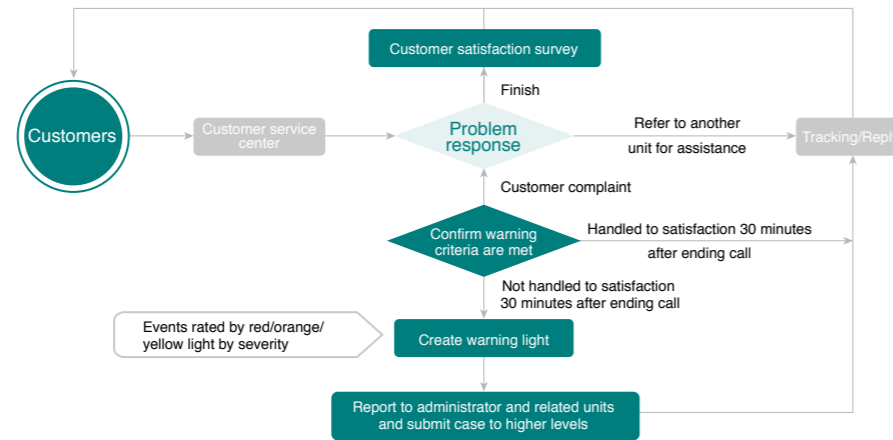 Customer satisfaction survey
Finish
Customers
Customer service
center
Problem
response
Refer to another
unit for assistance
Tracking/Reply
Customer complaint
Confirm warning
criteria are met
Handled to satisfaction 30 minutes
after ending call
Not handled to satisfaction
30 minutes after ending call
Events rated by red/orange/
yellow light by severity
Create warning light
Report to administrator and related units
and submit case to higher levels